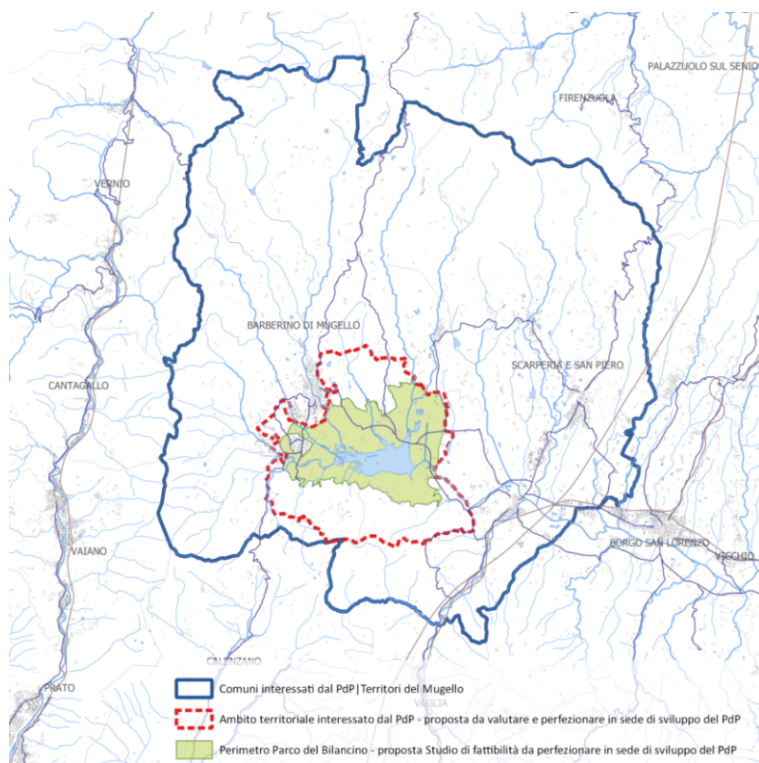 PALAZZUOLO SUL SENIO
FIRENZUOLA
VERNIO
BARBERINO DI MUGELLO
SCARPERIA E SAN PIERO
CANTAGALLO
VAIANO
BORGO SAN LORENZO
VICCHIO
CALENZANO
PRATO
VAGLIA
Comuni interessati dal PdP|Territori del Mugello
Ambito territoriale interessato dal PdP - proposta da valutare e perfezionare in sede di sviluppo del PdP
Perimetro Parco del Bilancino - proposta Studio di fattibilità da perfezionare in sede di sviluppo del PdP